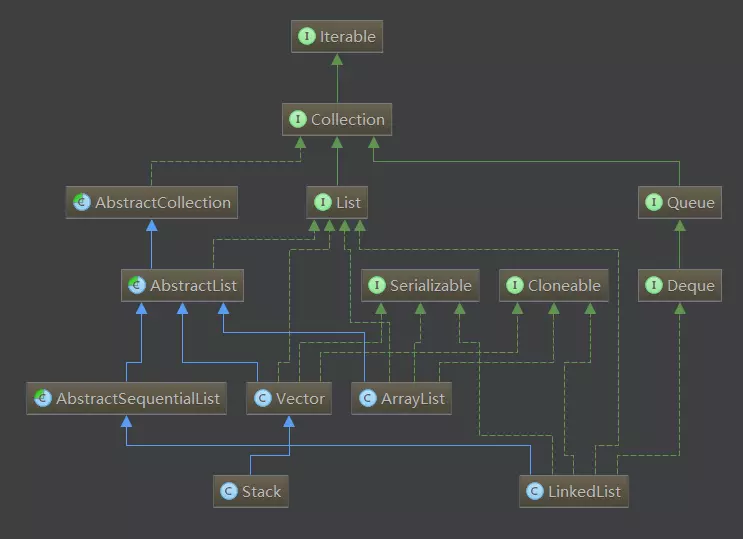 I Iterable
I Collection
C AbstractCollection
I List
I Queue
C AbstractList
I Serializable
I Cloneable
I Deque
C AbstractSequentialList
C Vector
C ArrayList
C Stack
C LinkedList